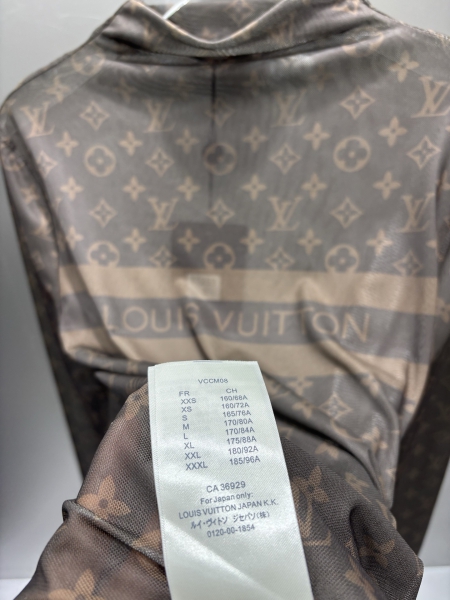 LOUIS VUITTON
VCCM08
FR CH
XXS 160/68A
XS 160/72A
S 165/76A
M 170/80A
L 170/84A
XL 175/88A
XXL 180/92A
XXXL 185/96A
CA 36929
For Japan only:
LOUIS VUITTON JAPAN K.K.
ルイ・ヴィトン ジセパン(株)
0120-00-1854